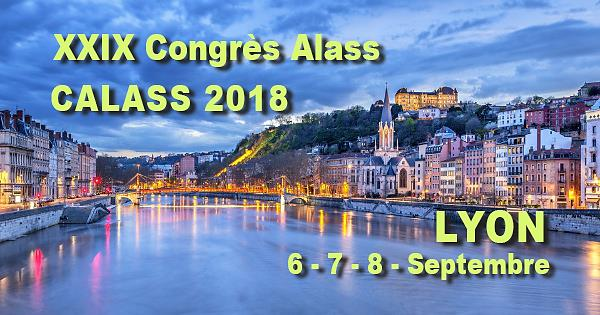 XXIX Congrès Alass
CALASS 2018
LYON
6 - 7 - 8 - Septembre